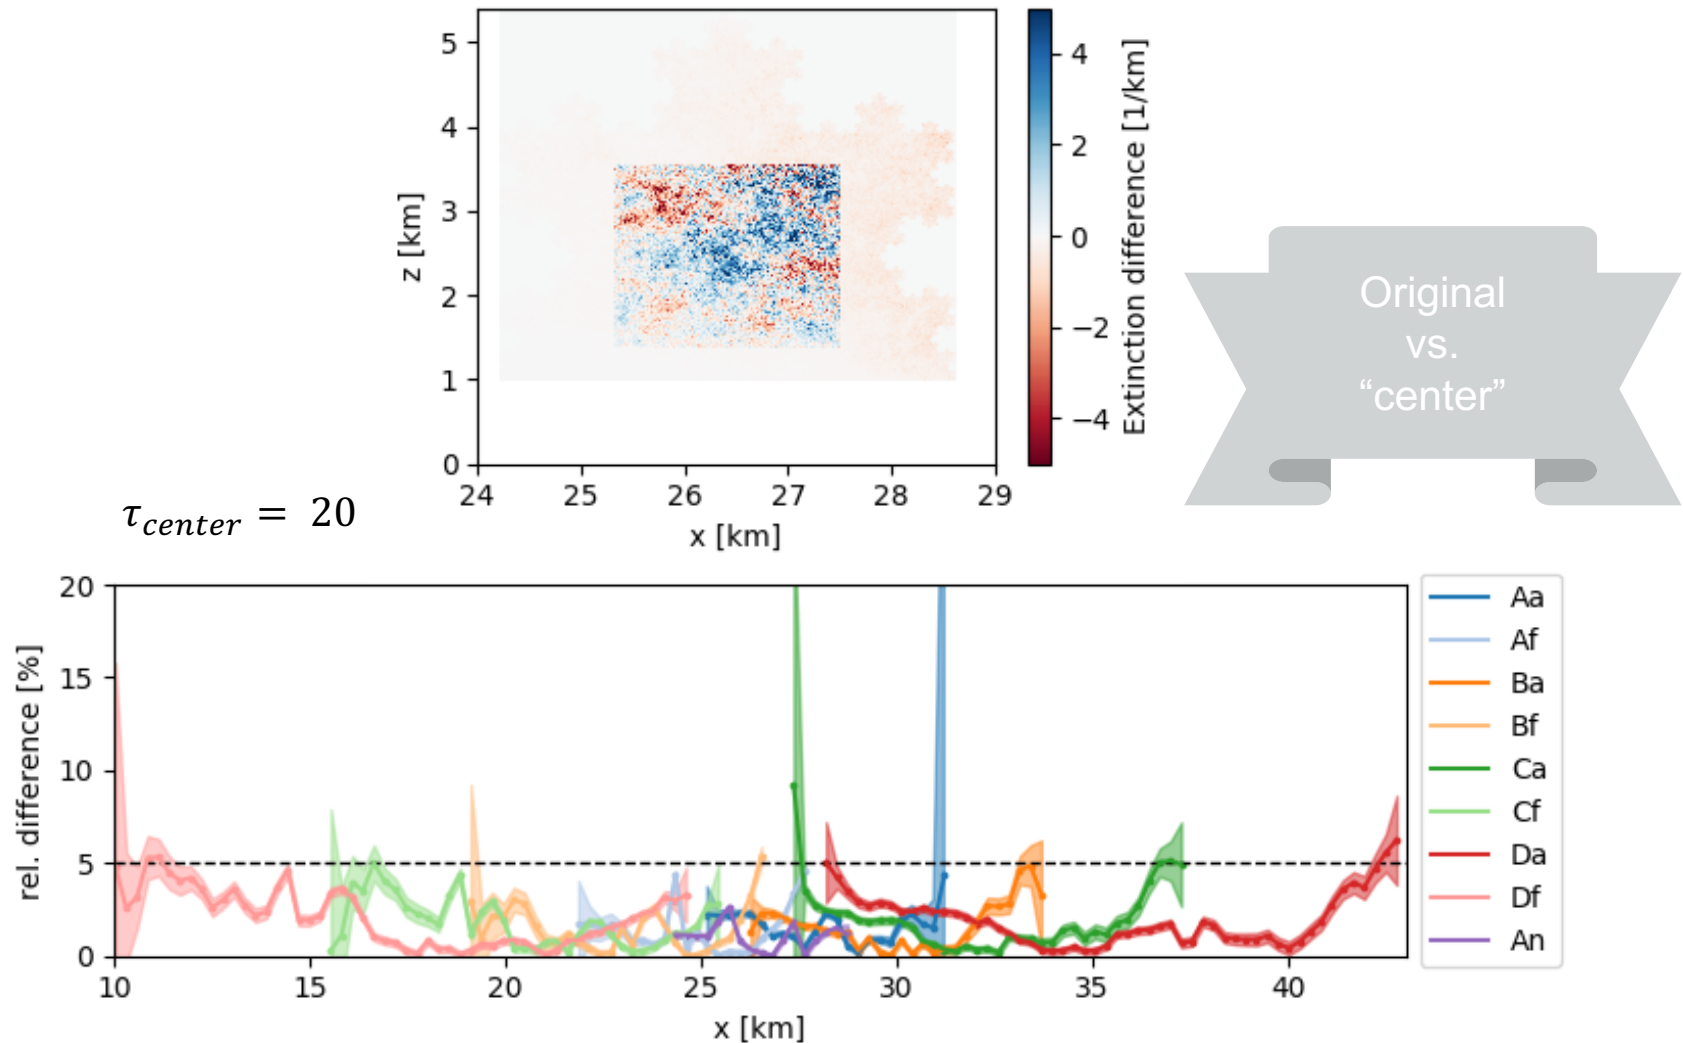 5
4
3
2
1
0
z [km]
24 25 26 27 28 29
x [km]
4
2
0
−2
−4
Extinction difference [1/km]
Original
vs.
“center”
τcenter = 20
20
15
10
5
0
rel. difference [%]
10 15 20 25 30 35 40
x [km]
Aa
Af
Ba
Bf
Ca
Cf
Da
Df
An